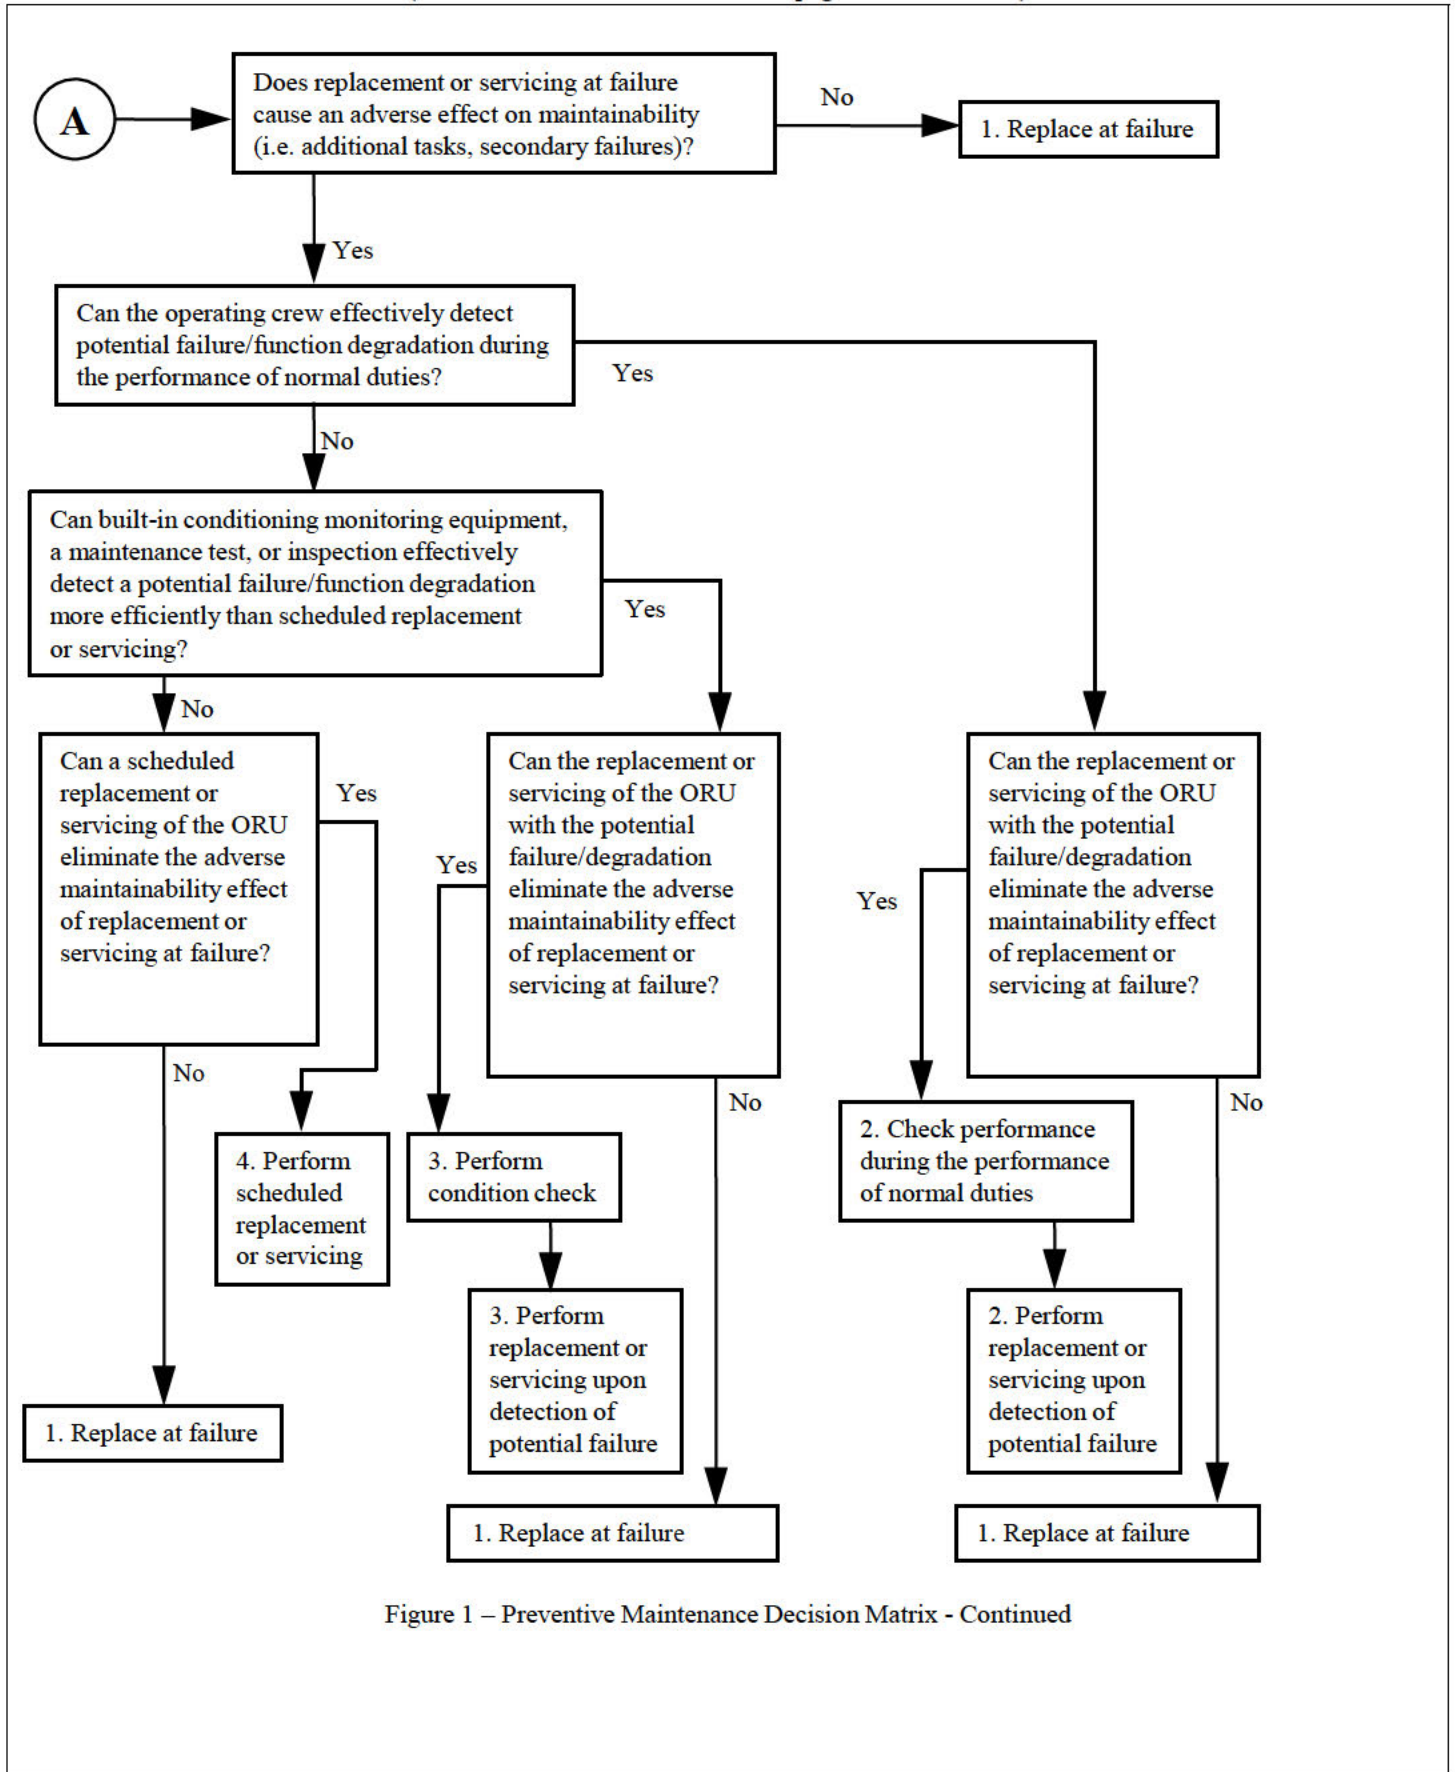 Does replacement or servicing at failure
cause an adverse effect on maintainability
(i.e. additional tasks, secondary failures)?
A
No
1. Replace at failure
Yes
Can the operating crew effectively detect
potential failure/function degradation during
the performance of normal duties?
Yes
No
Can built-in conditioning monitoring equipment,
a maintenance test, or inspection effectively
detect a potential failure/function degradation
more efficiently than scheduled replacement
or servicing?
Yes
No
Can a scheduled
replacement or
servicing of the ORU
eliminate the adverse
maintainability effect
of replacement or
servicing at failure?
Yes
No
Can the replacement or
servicing of the ORU
with the potential
failure/degradation
eliminate the adverse
maintainability effect
of replacement or
servicing at failure?
Yes
No
Can the replacement or
servicing of the ORU
with the potential
failure/degradation
eliminate the adverse
maintainability effect
of replacement or
servicing at failure?
Yes
No
4. Perform
scheduled
replacement
or servicing
3. Perform
condition check
2. Check performance
during the performance
of normal duties
3. Perform
replacement or
servicing upon
detection of
potential failure
2. Perform
replacement or
servicing upon
detection of
potential failure
1. Replace at failure
1. Replace at failure
1. Replace at failure
Figure 1 – Preventive Maintenance Decision Matrix - Continued